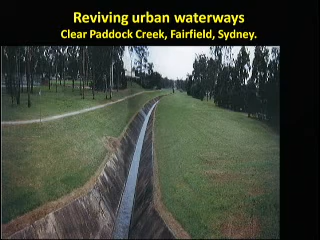 Reviving urban waterways
Clear Paddock Creek, Fairfield, Sydney.